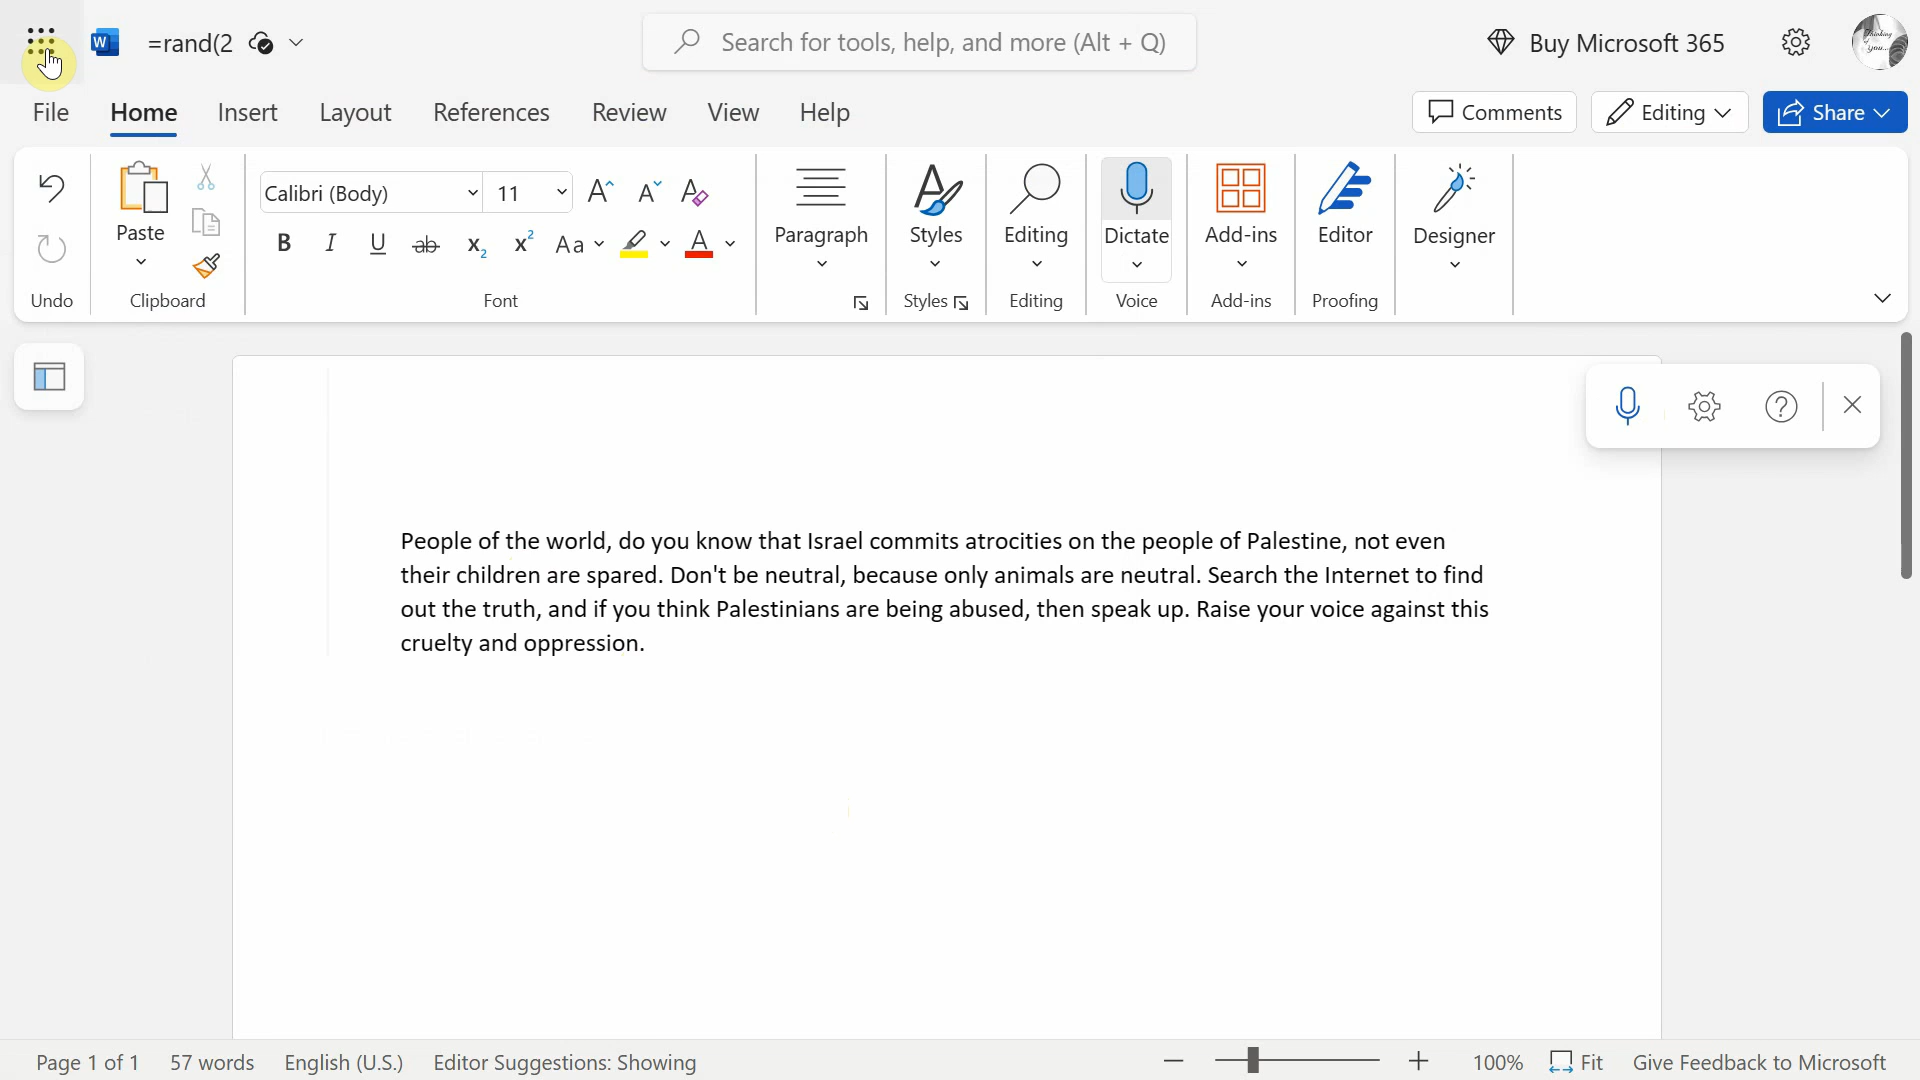 W =rand(2
Search for tools, help, and more (Alt + Q)
Buy Microsoft 365
File Home Insert Layout References Review View Help
Comments Editing Share
Paste
Calibri (Body) 11
B I U ab x₂ x² Aa A
Paragraph Styles Editing Dictate Add-ins Editor Designer
Undo Clipboard Font Styles Editing Voice Add-ins Proofing
People of the world, do you know that Israel commits atrocities on the people of Palestine, not even
their children are spared. Don't be neutral, because only animals are neutral. Search the Internet to find
out the truth, and if you think Palestinians are being abused, then speak up. Raise your voice against this
cruelty and oppression.
Page 1 of 1 57 words English (U.S.) Editor Suggestions: Showing 100% Fit Give Feedback to Microsoft